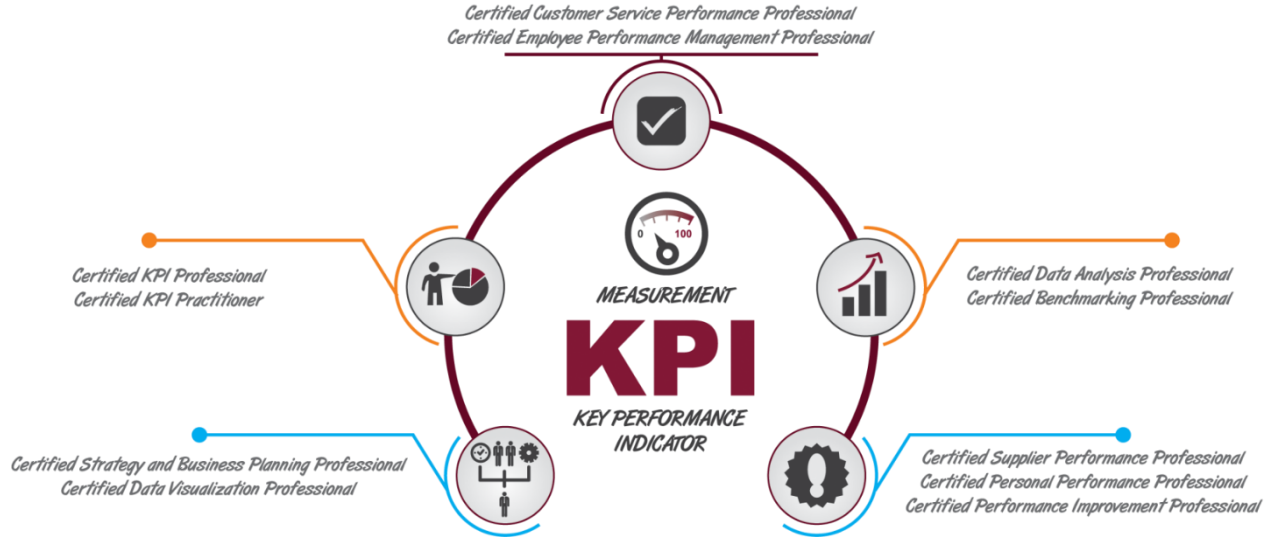 Certified Customer Service Performance Professional
Certified Employee Performance Management Professional
Certified KPI Professional
Certified KPI Practitioner
0 100
MEASUREMENT
KPI
KEY PERFORMANCE
INDICATOR
Certified Data Analysis Professional
Certified Benchmarking Professional
Certified Strategy and Business Planning Professional
Certified Data Visualization Professional
Certified Supplier Performance Professional
Certified Personal Performance Professional
Certified Performance Improvement Professional